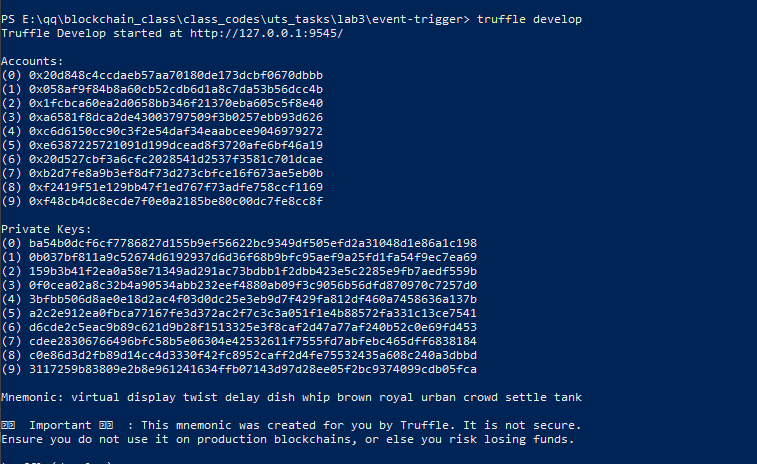 PS E:\qq\blockchain_class\class_codes\uts_tasks\lab3\event-trigger> truffle develop
Truffle Develop started at http://127.0.0.1:9545/
Accounts:
(0) 0x20d848c4ccdaeb57aa70180de173dcbf0670dbbb
(1) 0x058af9f84b8a60cb52cdb6d1a8c7da53b56dcc4b
(2) 0x1fcbca60ea2d0658bb346f21370eba605c5f8e40
(3) 0xa6581f8dca2de43003797509f3b0257ebb93d626
(4) 0xc6d6150cc90c3f2e54daf34eaabcee9046979272
(5) 0xe6387225721091d199dcead8f3720afe6bf46a19
(6) 0x20d527cbf3a6cfc2028541d2537f3581c701dcae
(7) 0xb2d7fe8a9b3ef8df73d273cbfce16f673ae5eb0b
(8) 0xf2419f51e129bb47f1ed767f73adfe758ccf1169
(9) 0xf48cb4dc8ecde7f0e0a2185be80c00dc7fe8cc8f
Private Keys:
(0) ba54b0dcf6cf7786827d155b9ef56622bc9349df505efd2a31048d1e86a1c198
(1) 0b037bf811a9c52674d6192937d6d36f68b9bfc95aef9a25fd1fa54f9ec7ea69
(2) 159b3b41f2ea0a58e71349ad291ac73bdbb1f2dbb423e5c2285e9fb7aedf559b
(3) 0f0cea02a8c32b4a90534abb232eef4880ab09f3c9056b56dfd870970c7257d0
(4) 3bfbb506d8ae0e18d2ac4f03d0dc25e3eb9d7f429fa812df460a7458636a137b
(5) a2c2e912ea0fbca77167fe3d372ac2f7c3c3a051f1e4b88572fa331c13ce7541
(6) d6cde2c5eac9b89c621d9b28f1513325e3f8caf2d47a77af240b52c0e69fd453
(7) cdee28306766496bfc58b5e06304e42532611f7555fd7abfebc465dff6838184
(8) c0e86d3d2fb89d14cc4d3330f42fc8952caff2d4fe75532435a608c240a3dbbd
(9) 3117259b83809e2b8e961241634ffb07143d97d28ee05f2bc9374099cdb05fca
Mnemonic: virtual display twist delay dish whip brown royal urban crowd settle tank
Important : This mnemonic was created for you by Truffle. It is not secure.
Ensure you do not use it on production blockchains, or else you risk losing funds.